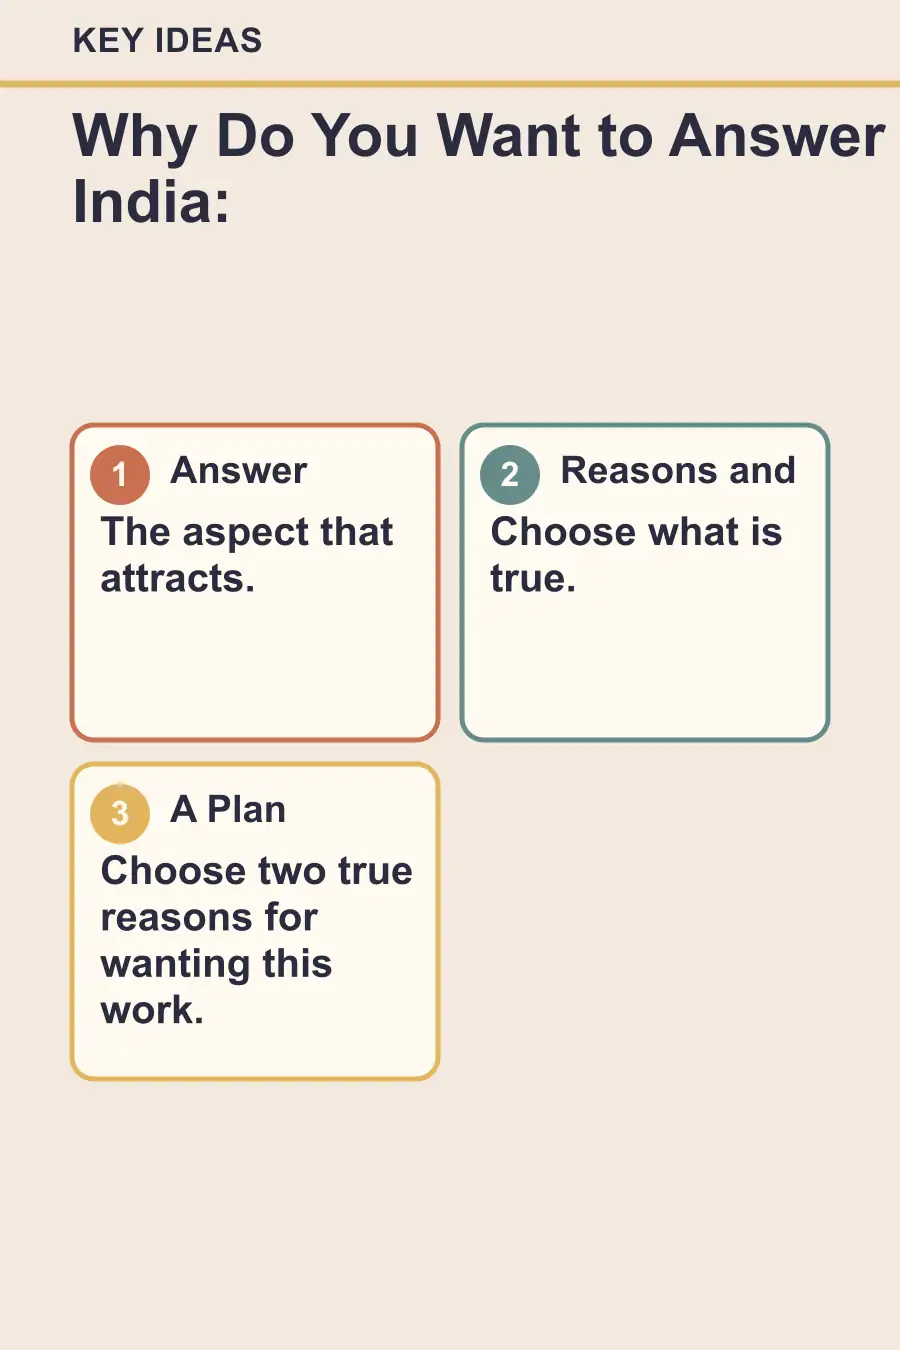 KEY IDEAS
Why Do You Want to Answer
India:
1 Answer
The aspect that
attracts.
2 Reasons and
Choose what is
true.
3 A Plan
Choose two true
reasons for
wanting this
work.